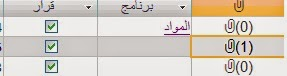 برنامج قرار
(0) المواد
(1)
(0)